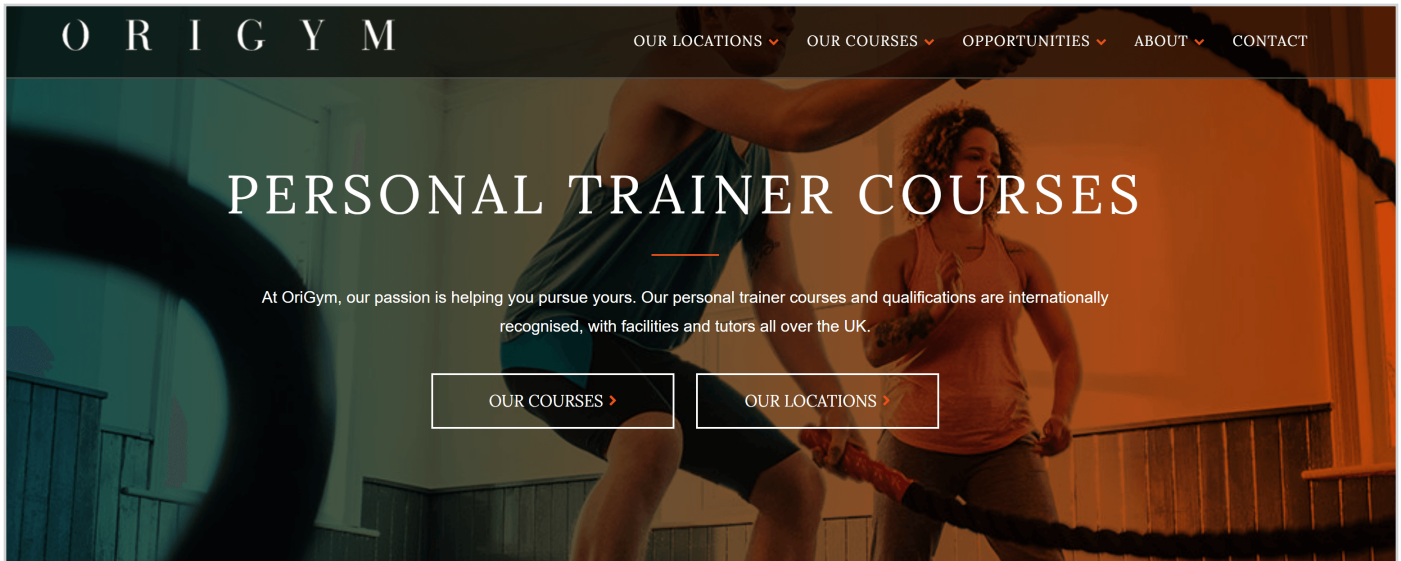 ORIGYM
OUR LOCATIONS OUR COURSES OPPORTUNITIES ABOUT CONTACT
PERSONAL TRAINER COURSES
At OriGym, our passion is helping you pursue yours. Our personal trainer courses and qualifications are internationally
recognised, with facilities and tutors all over the UK.
OUR COURSES OUR LOCATIONS